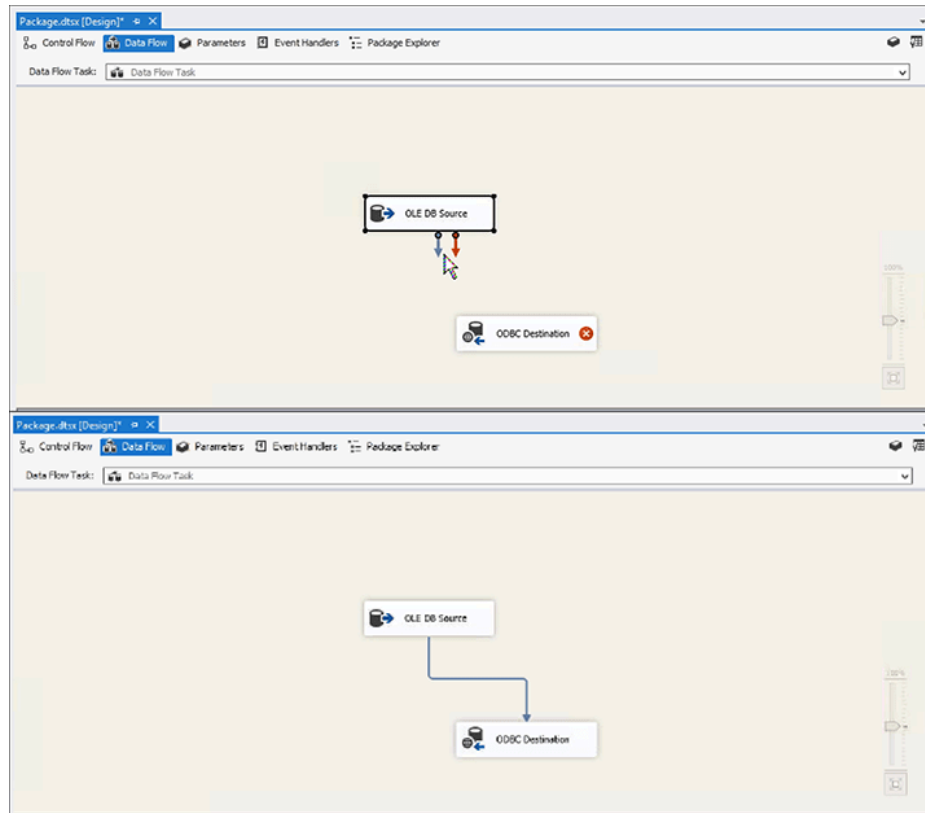 Package.dtsx [Design]*
Control Flow Data Flow Parameters Event Handlers Package Explorer
Data Flow Task: Data Flow Task
OLE DB Source
100%
ODBC Destination
Package.dtsx [Design]*
Control Flow Data Flow Parameters Event Handlers Package Explorer
Data Flow Task: Data Flow Task
OLE DB Source
100%
ODBC Destination